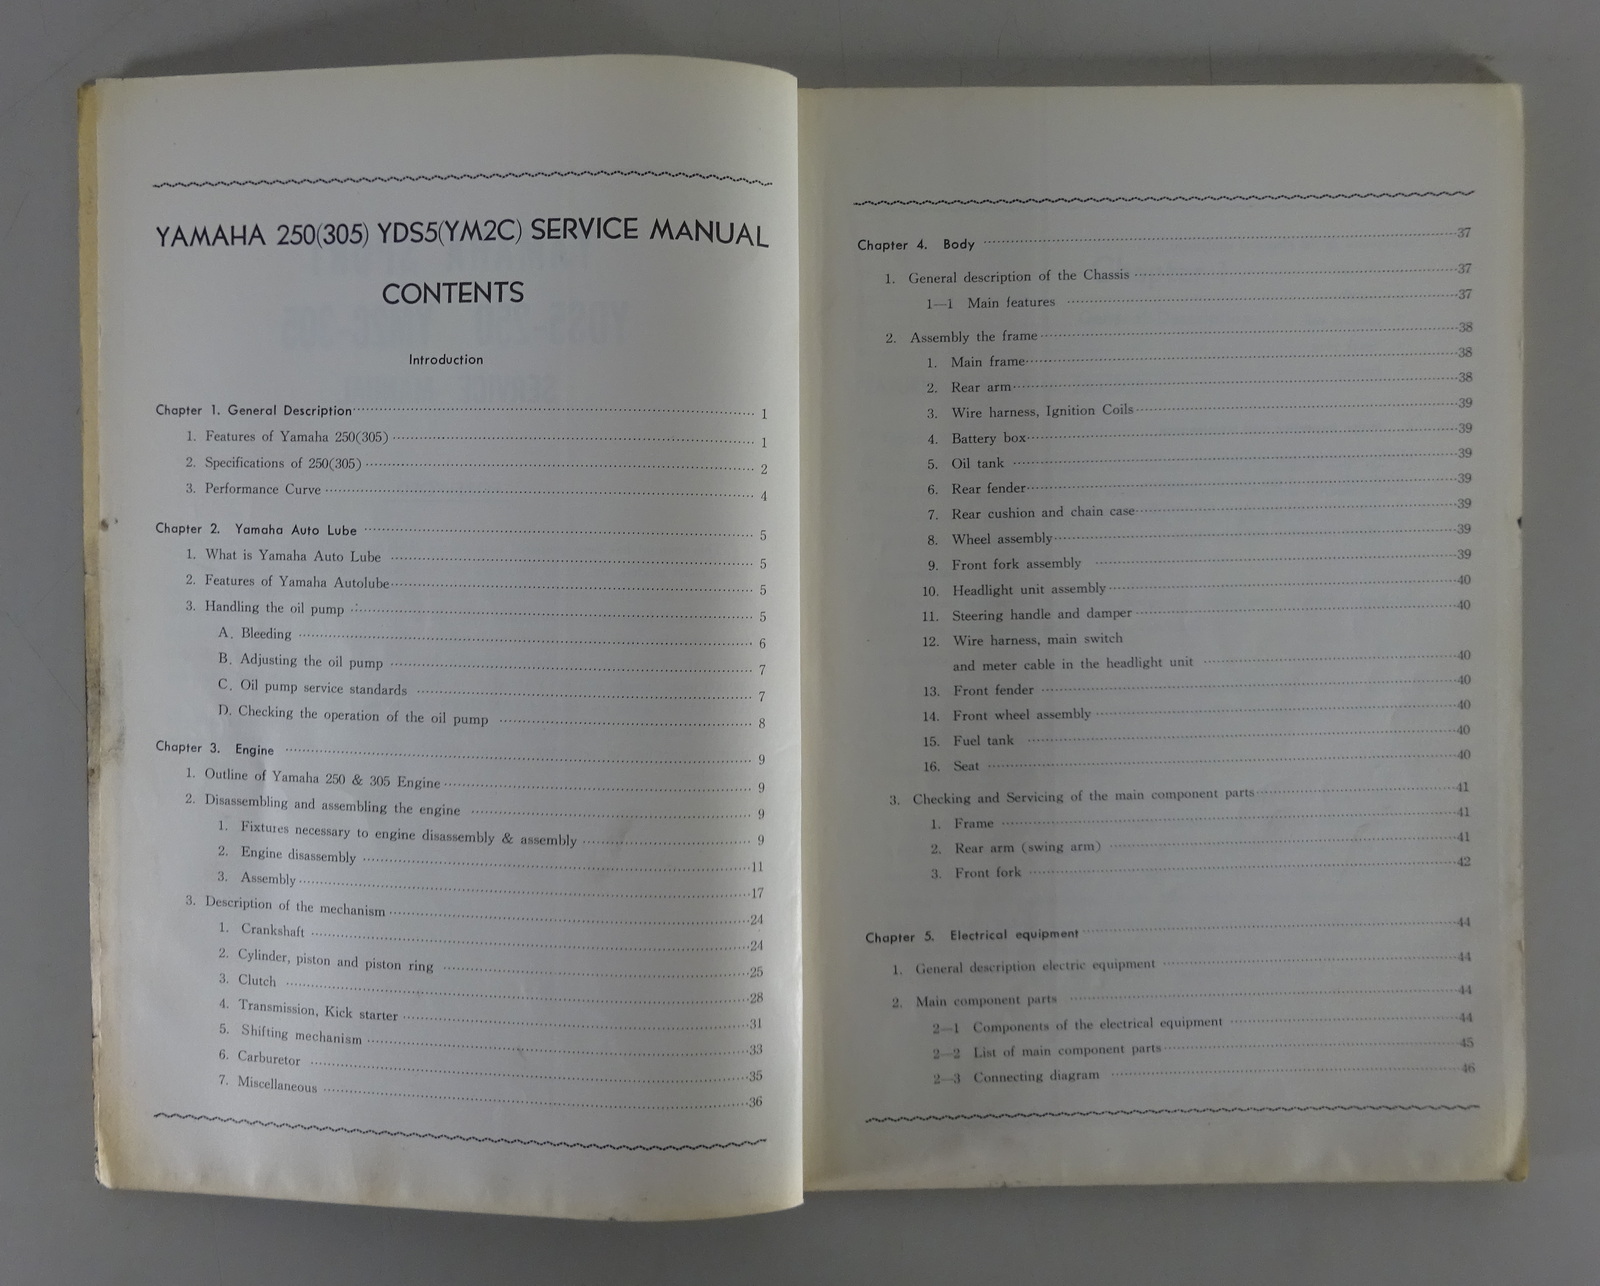 YAMAHA 250(305) YDS5(YM2C) SERVICE MANUAL
CONTENTS
Introduction
Chapter 1. General Description 1
1. Features of Yamaha 250(305) 1
2. Specifications of 250(305) 2
3. Performance Curve 4
Chapter 2. Yamaha Auto Lube 5
1. What is Yamaha Auto Lube 5
2. Features of Yamaha Autolube 5
3. Handling the oil pump 5
A. Bleeding 6
B. Adjusting the oil pump 7
C. Oil pump service standards 7
D. Checking the operation of the oil pump 8
Chapter 3. Engine 9
1. Outline of Yamaha 250 & 305 Engine 9
2. Disassembling and assembling the engine 9
1. Fixtures necessary to engine disassembly & assembly 9
2. Engine disassembly 11
3. Assembly 17
3. Description of the mechanism 24
1. Crankshaft 24
2. Cylinder, piston and piston ring 25
3. Clutch 28
4. Transmission, Kick starter 31
5. Shifting mechanism 33
6. Carburetor 35
7. Miscellaneous 36
Chapter 4. Body 37
1. General description of the Chassis 37
1—1 Main features 37
2. Assembly the frame 38
1. Main frame 38
2. Rear arm 38
3. Wire harness, Ignition Coils 39
4. Battery box 39
5. Oil tank 39
6. Rear fender 39
7. Rear cushion and chain case 39
8. Wheel assembly 39
9. Front fork assembly 39
10. Headlight unit assembly 40
11. Steering handle and damper 40
12. Wire harness, main switch
and meter cable in the headlight unit 40
13. Front fender 40
14. Front wheel assembly 40
15. Fuel tank 40
16. Seat 40
3. Checking and Servicing of the main component parts 41
1. Frame 41
2. Rear arm (swing arm) 41
3. Front fork 42
Chapter 5. Electrical equipment 44
1. General description electric equipment 44
2. Main component parts 44
2—1 Components of the electrical equipment 44
2—2 List of main component parts 45
2—3 Connecting diagram 46